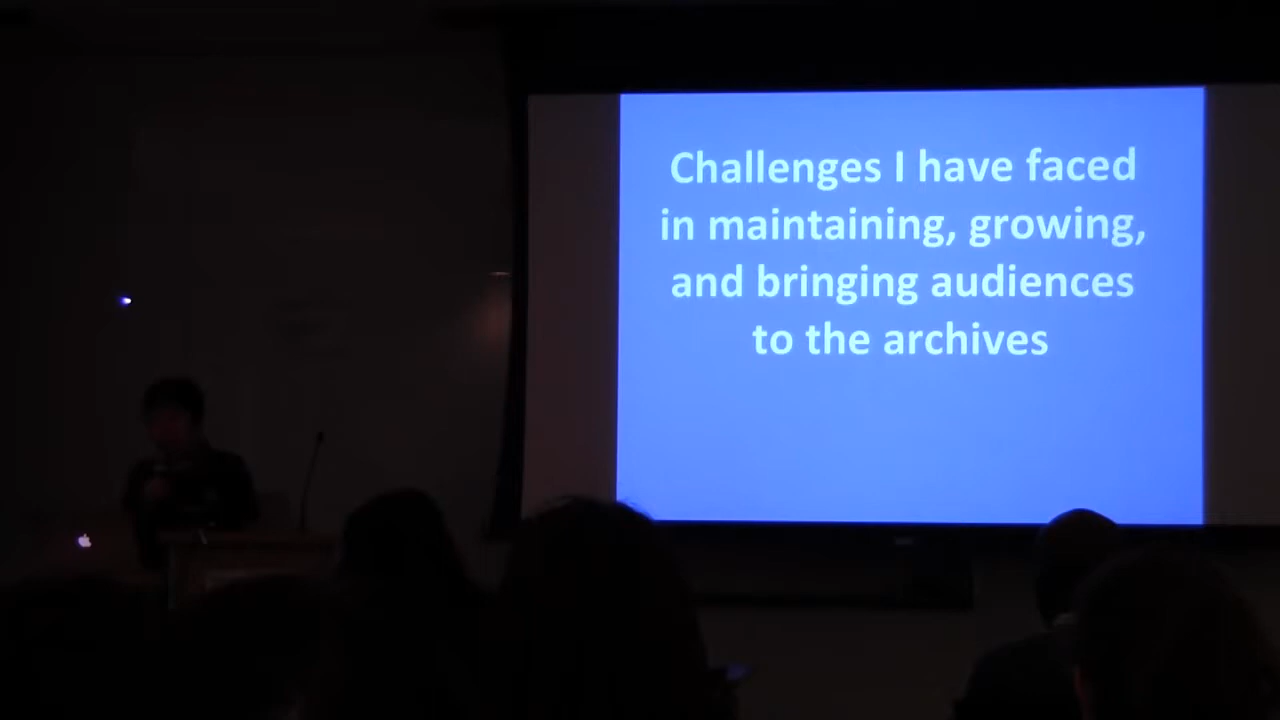 Challenges I have faced
in maintaining, growing,
and bringing audiences
to the archives